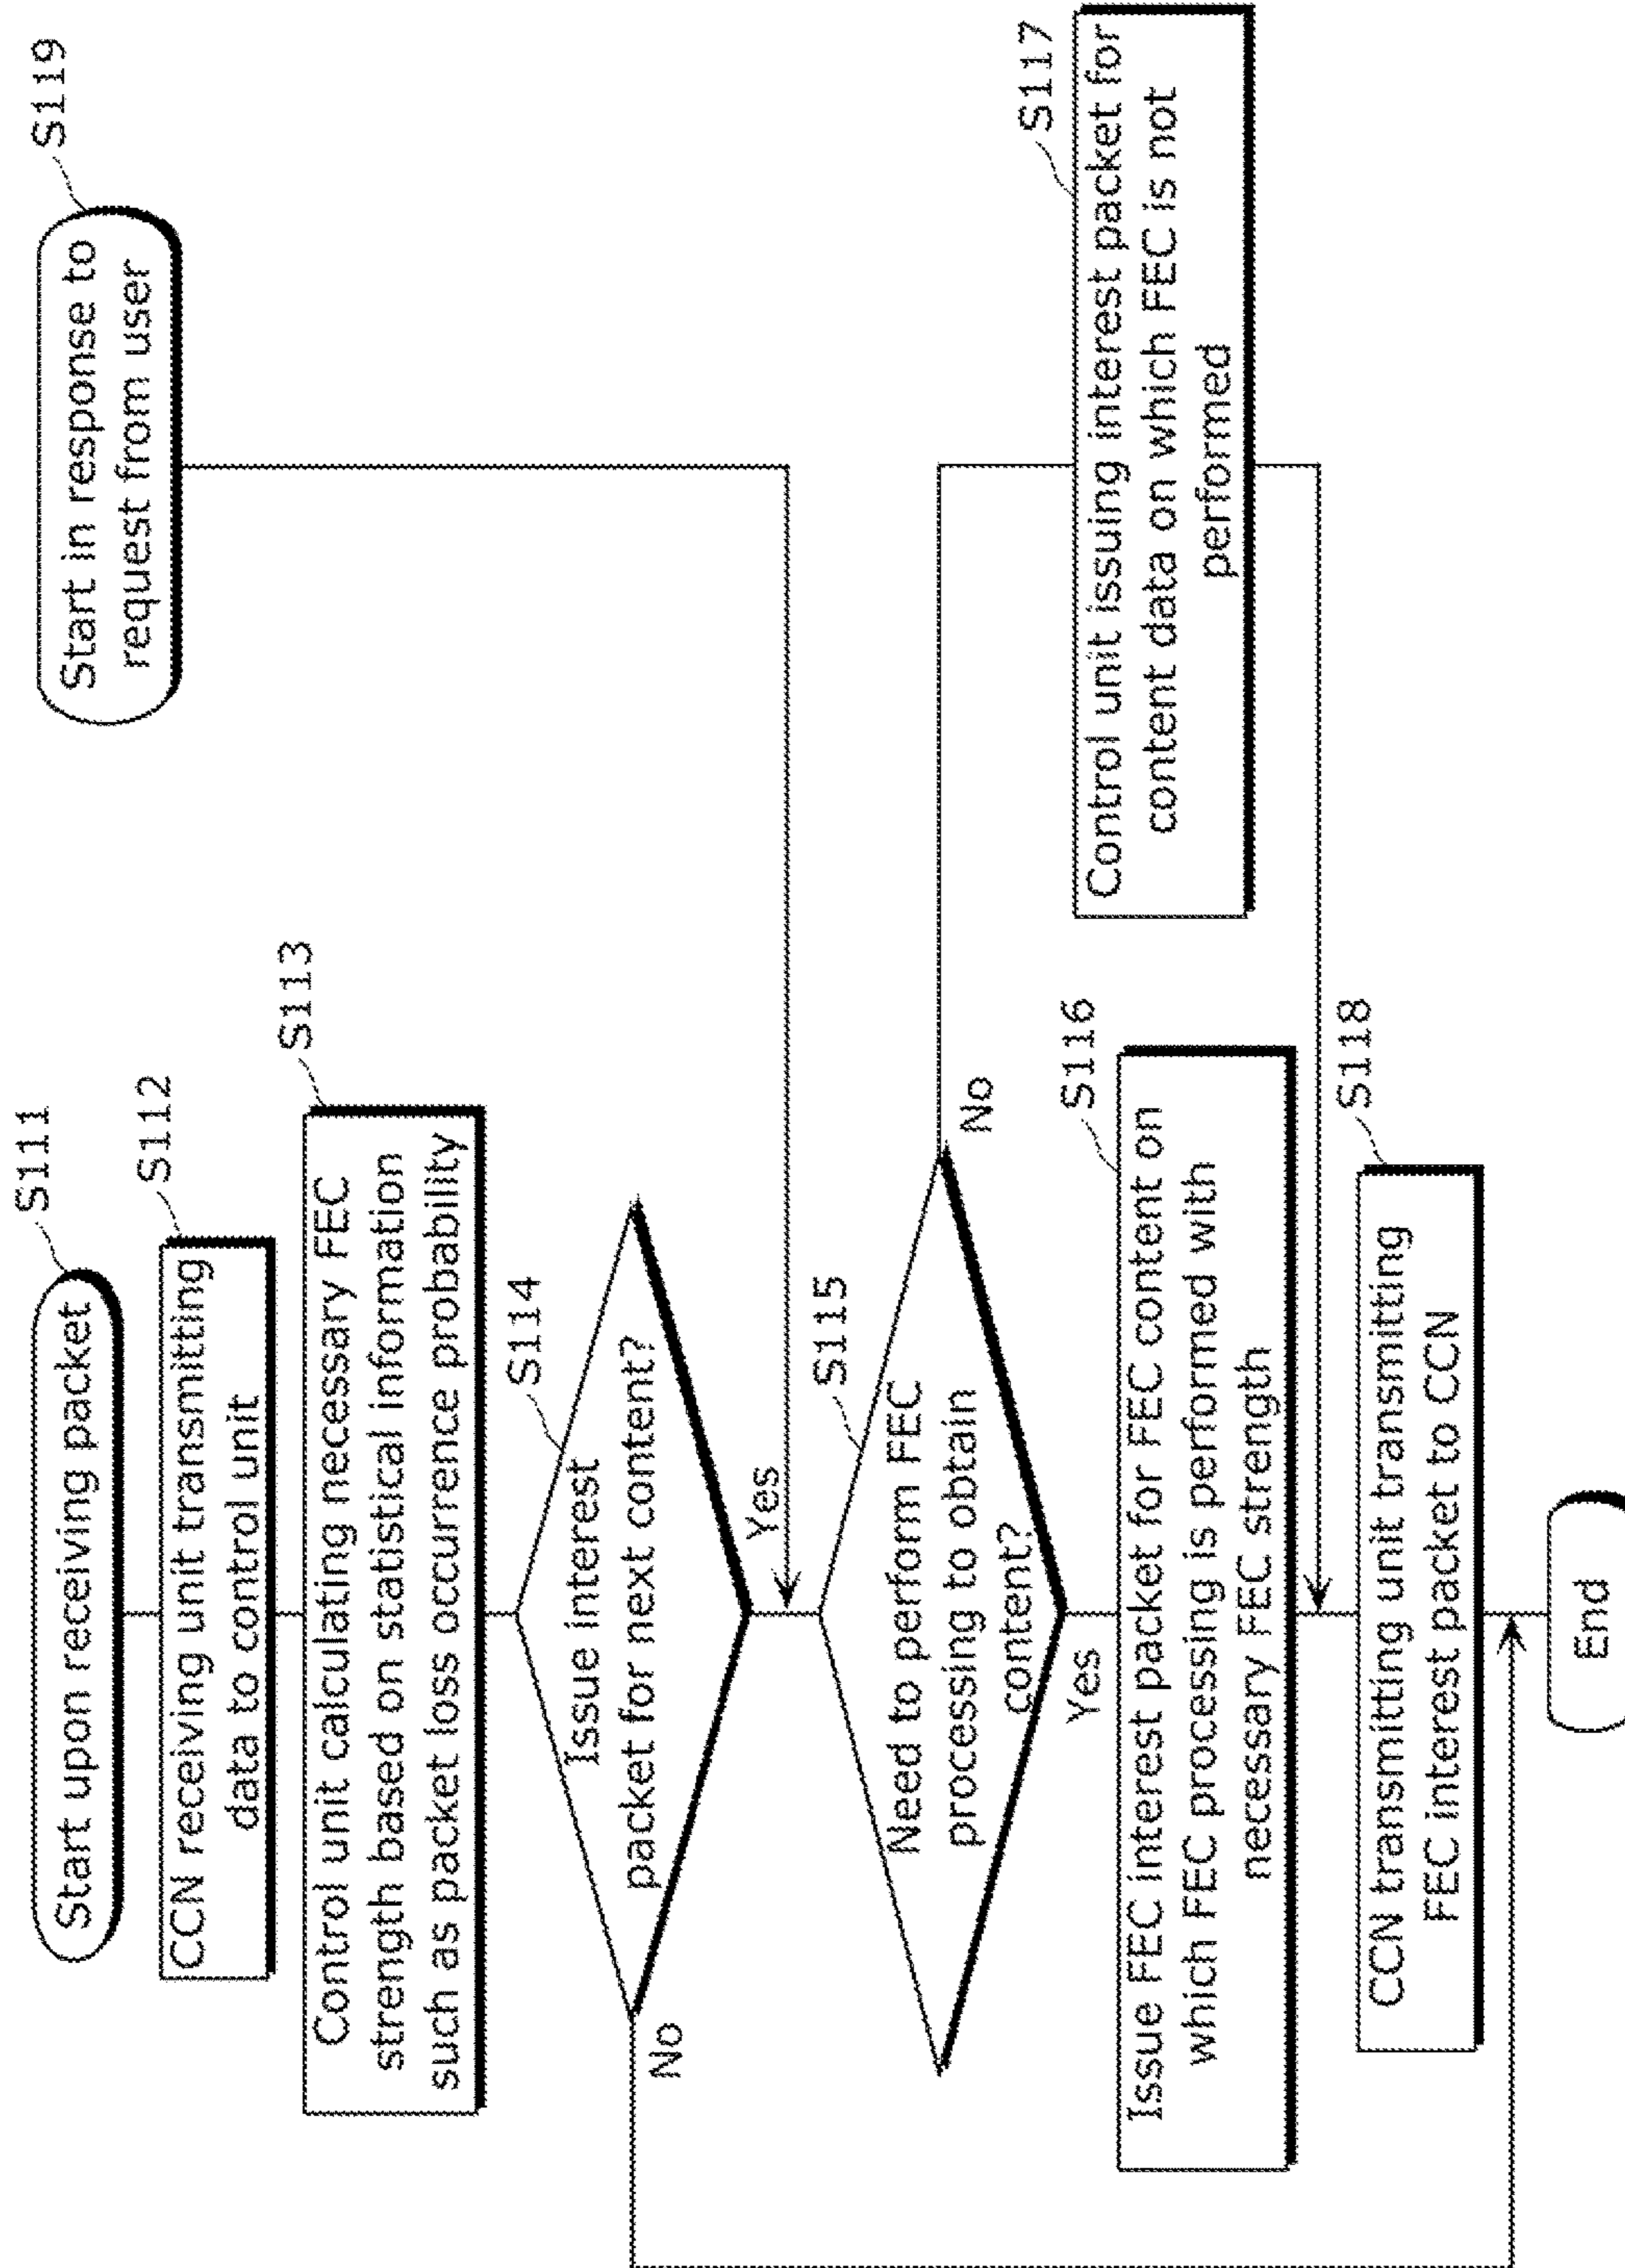 S111
Start upon receiving packet
S112
CCN receiving unit transmitting
data to control unit
S113
Control unit calculating necessary FEC
strength based on statistical information
such as packet loss occurrence probability
S114
Issue interest
packet for next content?
No
Yes
S119
Start in response to
request from user
S115
Need to perform FEC
processing to obtain
content?
No
Yes
S116
Issue FEC interest packet for FEC content on
which FEC processing is performed with
necessary FEC strength
S117
Control unit issuing interest packet for
content data on which FEC is not
performed
S118
CCN transmitting unit transmitting
FEC interest packet to CCN
End